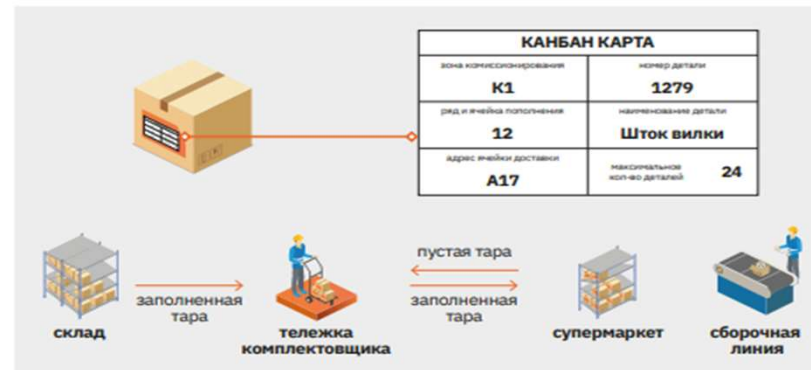 КАНБАН КАРТА
зона комиссионирования
номер детали
К1
1279
ряд и ячейка пополнения
наименование детали
12
Шток вилки
адрес ячейки доставки
максимальное
кол-во деталей
24
А17
пустая тара
заполненная
тара
заполненная
тара
склад
тележка
комплектовщика
супермаркет
сборочная
линия